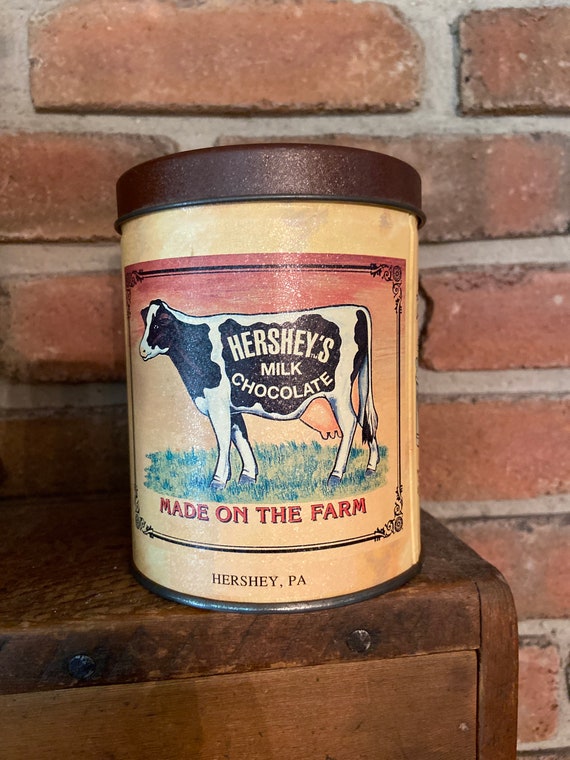 HERSHEY'S
MILK
CHOCOLATE
MADE ON THE FARM
HERSHEY, PA